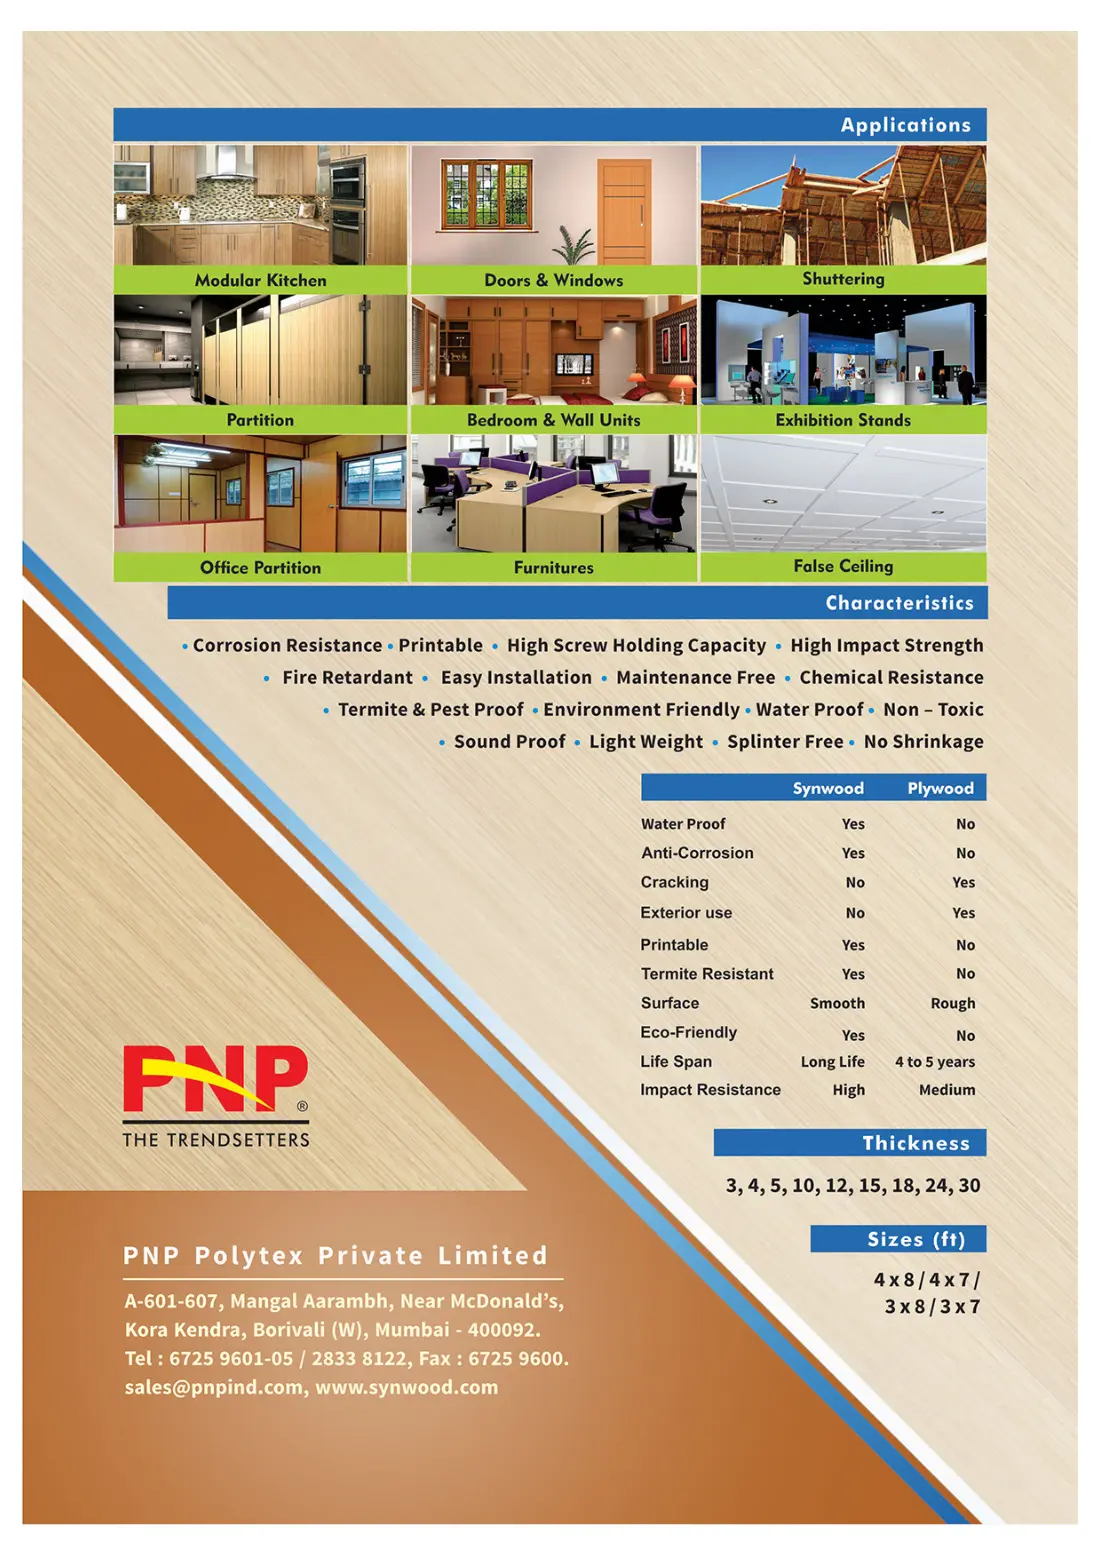 Applications
Modular Kitchen
Doors & Windows
Shuttering
Partition
Bedroom & Wall Units
Exhibition Stands
Office Partition
Furnitures
False Ceiling
Characteristics
• Corrosion Resistance • Printable • High Screw Holding Capacity • High Impact Strength
• Fire Retardant • Easy Installation • Maintenance Free • Chemical Resistance
• Termite & Pest Proof • Environment Friendly • Water Proof • Non – Toxic
• Sound Proof • Light Weight • Splinter Free • No Shrinkage
Synwood Plywood
Water Proof Yes No
Anti-Corrosion Yes No
Cracking No Yes
Exterior use No Yes
Printable Yes No
Termite Resistant Yes No
Surface Smooth Rough
Eco-Friendly Yes No
Life Span Long Life 4 to 5 years
Impact Resistance High Medium
Thickness
3, 4, 5, 10, 12, 15, 18, 24, 30
Sizes (ft)
4 x 8 / 4 x 7 /
3 x 8 / 3 x 7
PNP ®
THE TRENDSETTERS
PNP Polytex Private Limited
A-601-607, Mangal Aarambh, Near McDonald's,
Kora Kendra, Borivali (W), Mumbai - 400092.
Tel : 6725 9601-05 / 2833 8122, Fax : 6725 9600.
sales@pnpind.com, www.synwood.com